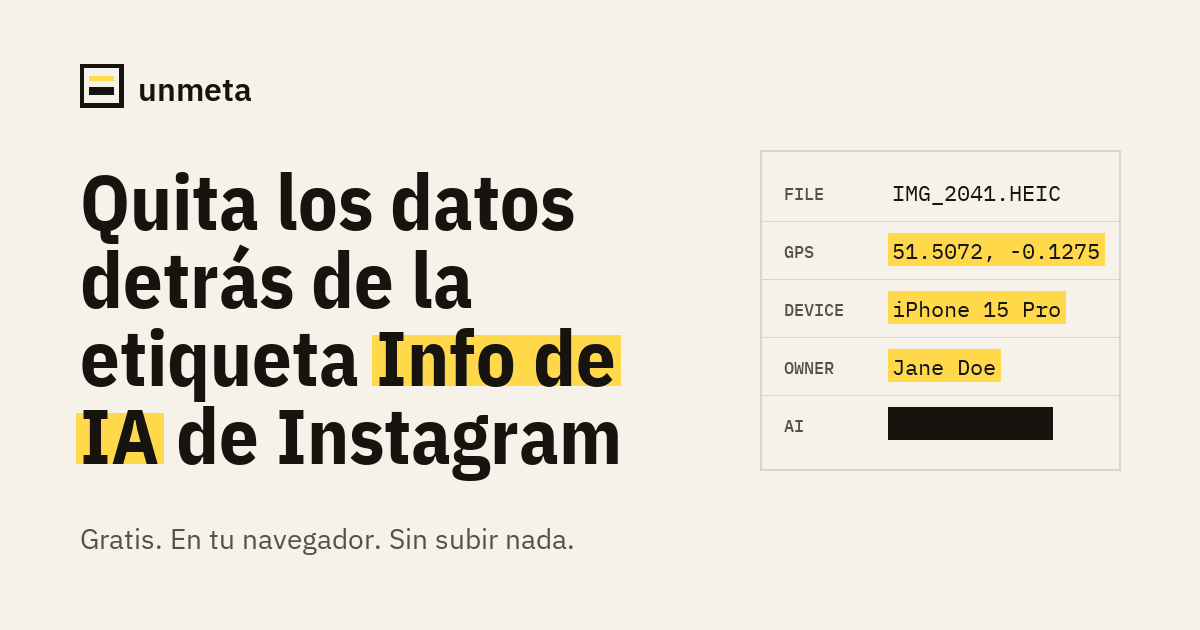 unmeta
Quita los datos
detrás de la
etiqueta Info de
IA de Instagram
Gratis. En tu navegador. Sin subir nada.
FILE IMG_2041.HEIC
GPS 51.5072, -0.1275
DEVICE iPhone 15 Pro
OWNER Jane Doe
AI